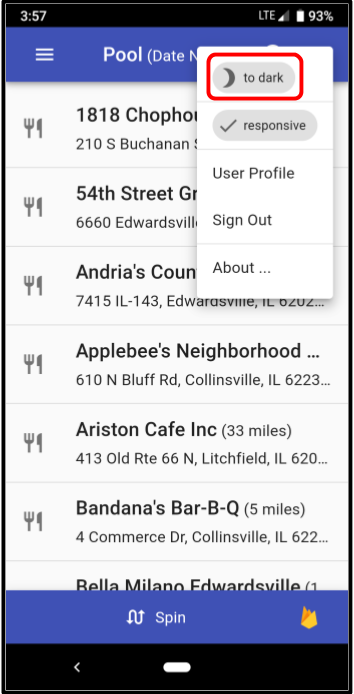 3:57 LTE 93%
Pool (Date N
to dark
responsive
User Profile
Sign Out
About ...
1818 Chophou
210 S Buchanan
54th Street Gr
6660 Edwardsvill
Andria's Coun
7415 IL-143, Edwardsville, IL 6202...
Applebee's Neighborhood ...
610 N Bluff Rd, Collinsville, IL 6223...
Ariston Cafe Inc (33 miles)
413 Old Rte 66 N, Litchfield, IL 620...
Bandana's Bar-B-Q (5 miles)
4 Commerce Dr, Collinsville, IL 622...
Bella Milano Edwardsville (1
Spin